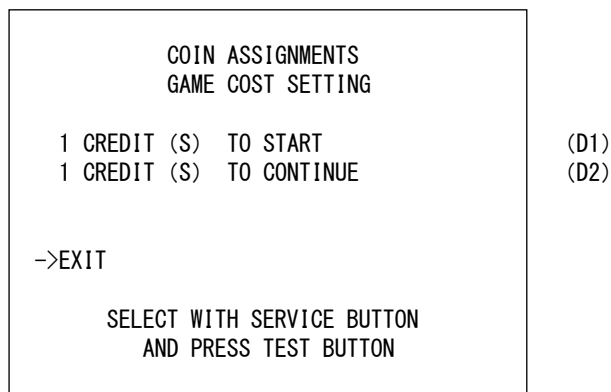 COIN ASSIGNMENTS
GAME COST SETTING
1 CREDIT (S) TO START (D1)
1 CREDIT (S) TO CONTINUE (D2)
->EXIT
SELECT WITH SERVICE BUTTON
AND PRESS TEST BUTTON